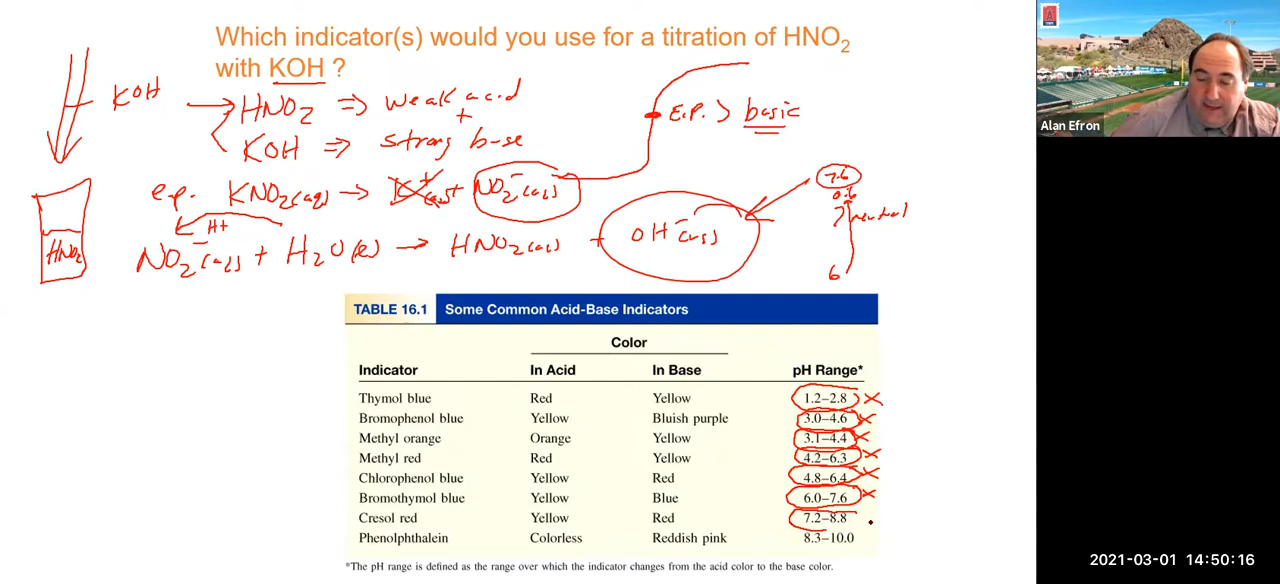 Which indicator(s) would you use for a titration of HNO₂
with KOH ?
KOH
HNO₂ ⇒ weak acid
+
KOH ⇒ strong base
E.P. > basic
e.p. KNO₂(aq) → K⁺(aq) + NO₂⁻(aq)
H+
NO₂⁻(aq) + H₂O(l) → HNO₂(aq) + OH⁻(aq)
HNO₂
7.6
0.6
7 neutral
6
TABLE 16.1 Some Common Acid-Base Indicators
Color
Indicator In Acid In Base pH Range*
Thymol blue Red Yellow 1.2–2.8 X
Bromophenol blue Yellow Bluish purple 3.0–4.6 X
Methyl orange Orange Yellow 3.1–4.4 X
Methyl red Red Yellow 4.2–6.3 X
Chlorophenol blue Yellow Red 4.8–6.4 X
Bromothymol blue Yellow Blue 6.0–7.6 X
Cresol red Yellow Red 7.2–8.8
Phenolphthalein Colorless Reddish pink 8.3–10.0
*The pH range is defined as the range over which the indicator changes from the acid color to the base color.
A
Alan Efron
2021-03-01 14:50:16